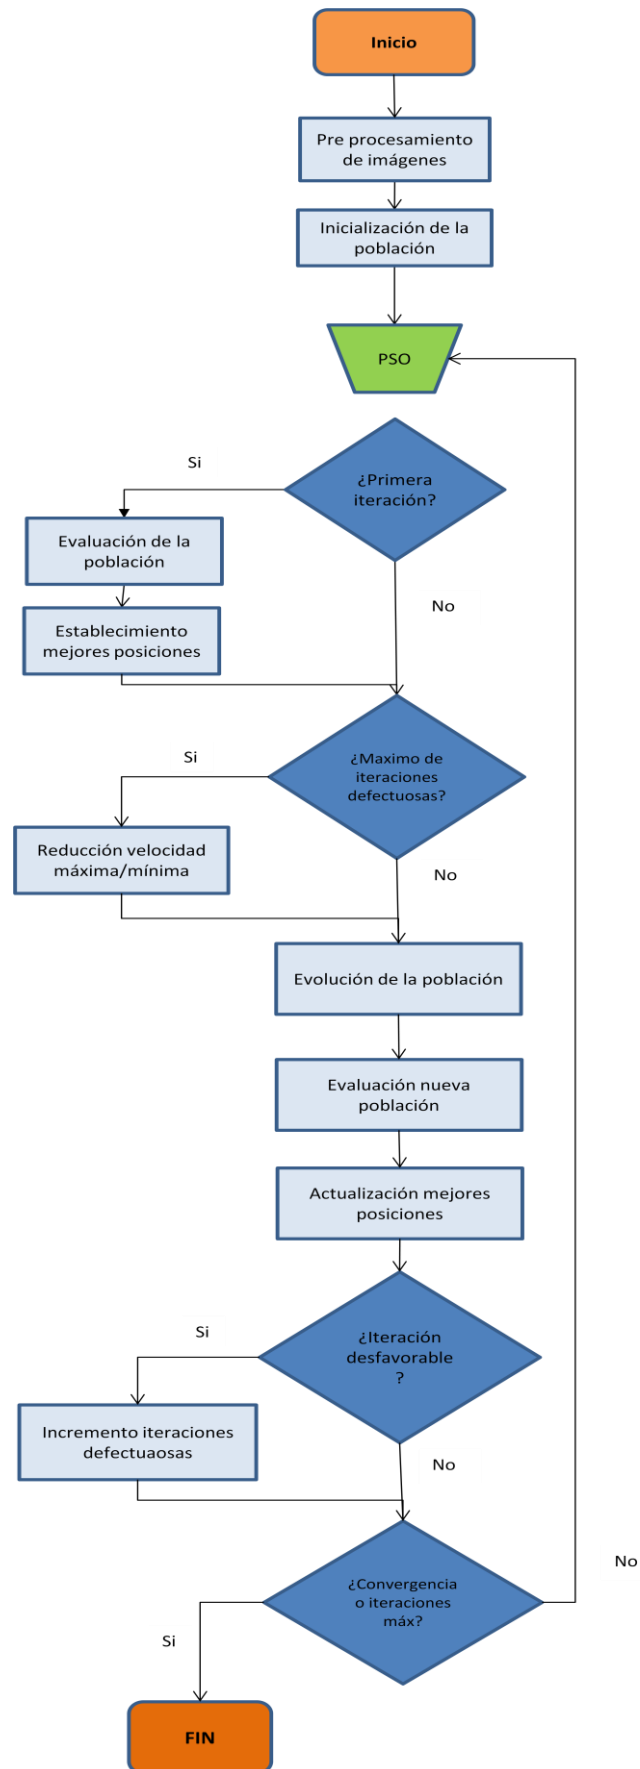 Inicio
Pre procesamiento
de imágenes
Inicialización de la
población
PSO
¿Primera
iteración?
Si
Evaluación de la
población
No
Establecimiento
mejores posiciones
¿Maximo de
iteraciones
defectuosas?
Si
Reducción velocidad
máxima/mínima
No
Evolución de la población
Evaluación nueva
población
Actualización mejores
posiciones
¿Iteración
desfavorable
?
Si
Incremento iteraciones
defectuaosas
No
¿Convergencia
o iteraciones
máx?
No
Si
FIN